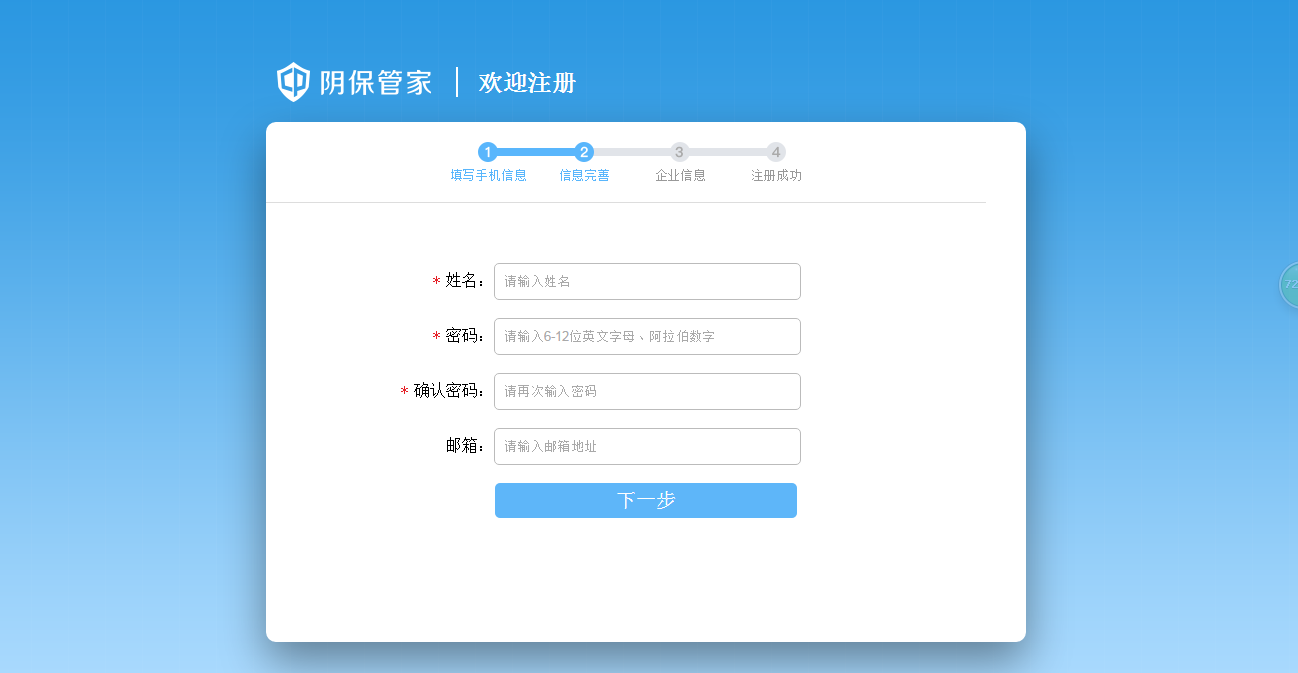 阴保管家 欢迎注册
1 2 3 4
填写手机信息 信息完善 企业信息 注册成功
* 姓名： 请输入姓名
* 密码： 请输入6-12位英文字母、阿拉伯数字
* 确认密码： 请再次输入密码
邮箱： 请输入邮箱地址
下一步
72